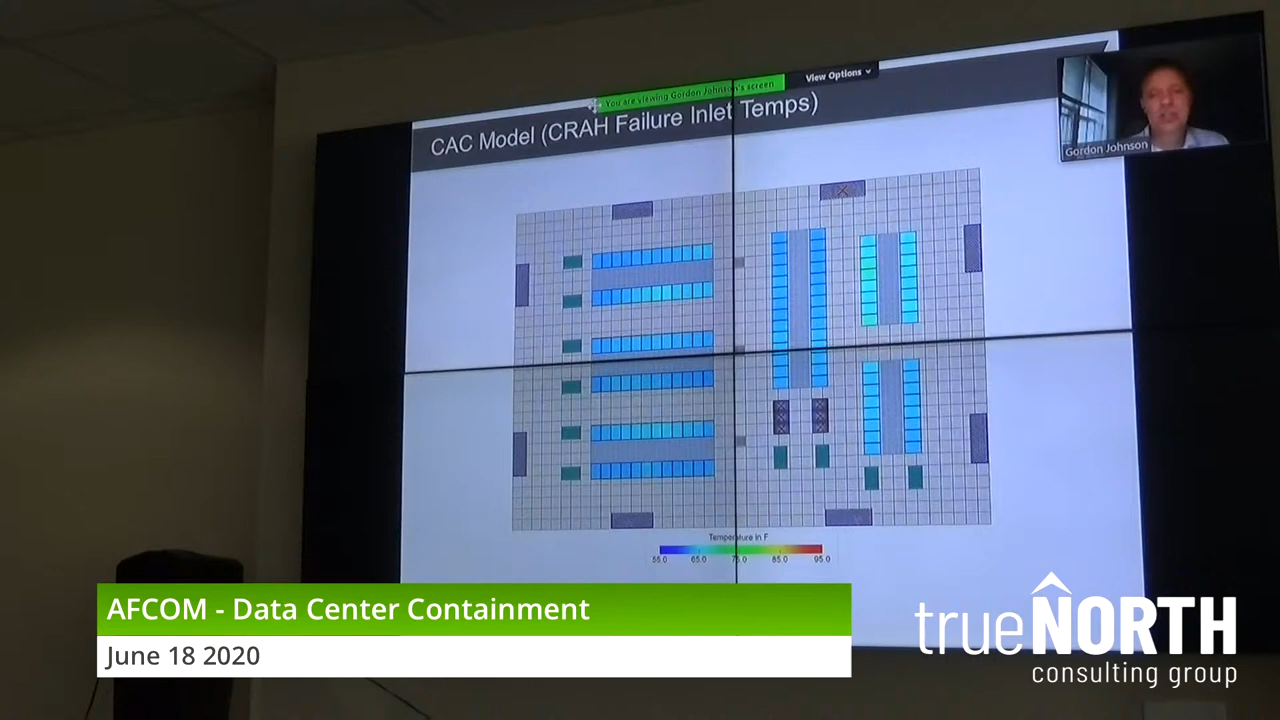 You are viewing Gordon Johnson's screen
View Options
CAC Model (CRAH Failure Inlet Temps)
Gordon Johnson
Temperature in F
55.0 65.0 75.0 85.0 95.0
AFCOM - Data Center Containment
June 18 2020
trueNORTH
consulting group